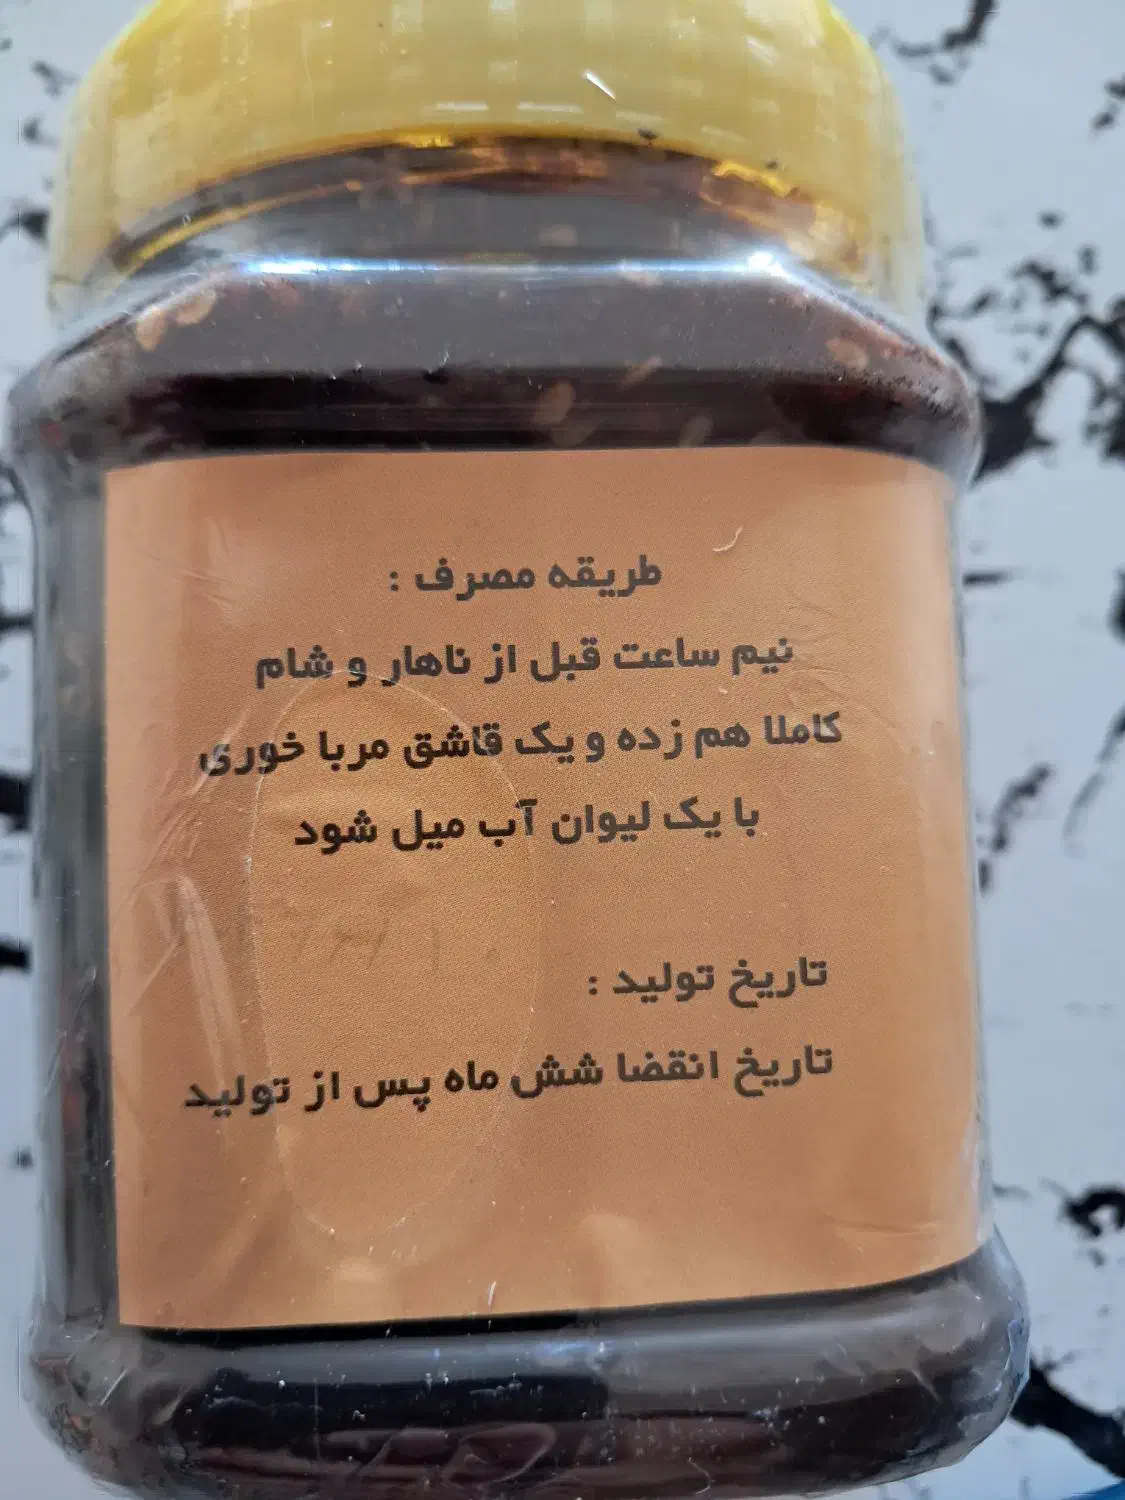 طریقه مصرف :
نیم ساعت قبل از ناهار و شام
کاملا هم زده و یک قاشق مربا خوری
با یک لیوان آب میل شود
تاریخ تولید :
تاریخ انقضا شش ماه پس از تولید